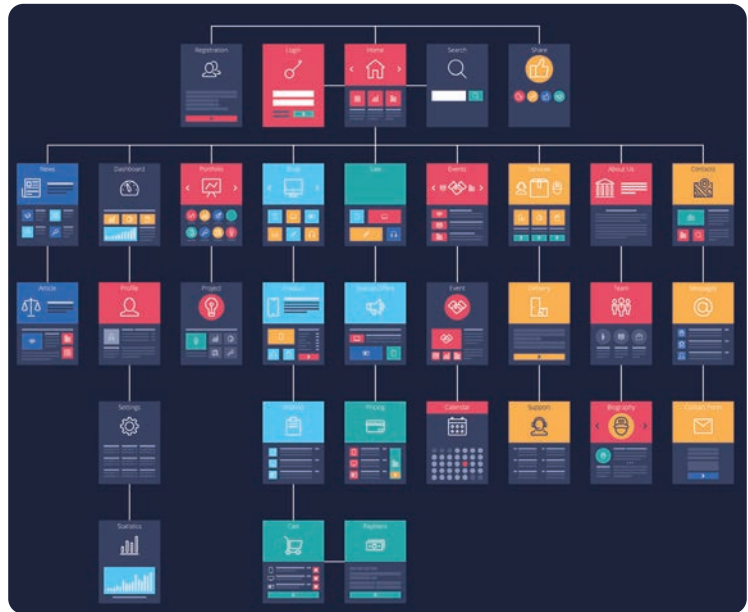 Registration
Login
Home
Search
Share
News
Dashboard
Portfolio
Shop
Events
Services
About Us
Contacts
Article
Profile
Project
Product
Special Offers
Event
Delivery
Team
Messages
Settings
Pricing
Calendar
Support
Biography
Contact Form
Statistics
Cart
Payment